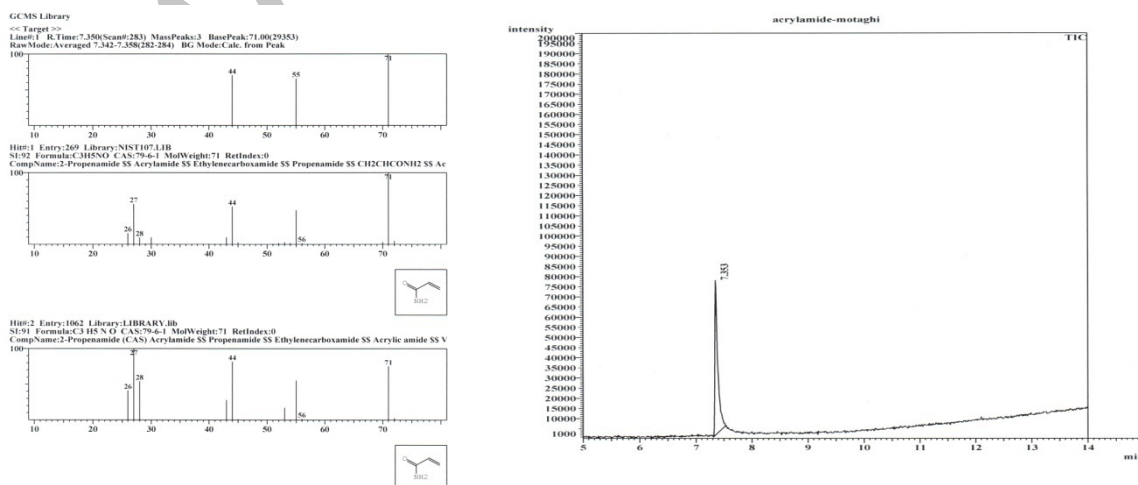 GCMS Library
<< Target >>
Line#:1 R.Time:7.350(Scan#:283) MassPeaks:3 BasePeak:71.00(29353)
RawMode:Averaged 7.342-7.358(282-284) BG Mode:Calc. from Peak
100
71
44
55
10 20 30 40 50 60 70 80
Hit#:1 Entry:269 Library:NIST107.LIB
SI:92 Formula:C3H5NO CAS:79-6-1 MolWeight:71 RetIndex:0
CompName:2-Propenamide $$ Acrylamide $$ Ethylenecarboxamide $$ Propenamide $$ CH2CHCONH2 $$ Ac
100
71
27
44
26
28
56
10 20 30 40 50 60 70 80
O
NH2
Hit#:2 Entry:1062 Library:LIBRARY.lib
SI:91 Formula:C3 H5 N O CAS:79-6-1 MolWeight:71 RetIndex:0
CompName:2-Propenamide (CAS) Acrylamide $$ Propenamide $$ Ethylenecarboxamide $$ Acrylic amide $$ V
100
27
44
71
28
26
56
10 20 30 40 50 60 70 80
O
NH2
acrylamide-motaghi
intensity
TIC
200000
195000
190000
185000
180000
175000
170000
165000
160000
155000
150000
145000
140000
135000
130000
125000
120000
115000
110000
105000
100000
95000
90000
85000
80000
75000
70000
65000
60000
55000
50000
45000
40000
35000
30000
25000
20000
15000
10000
1000
7.353
5 6 7 8 9 10 11 12 13 14